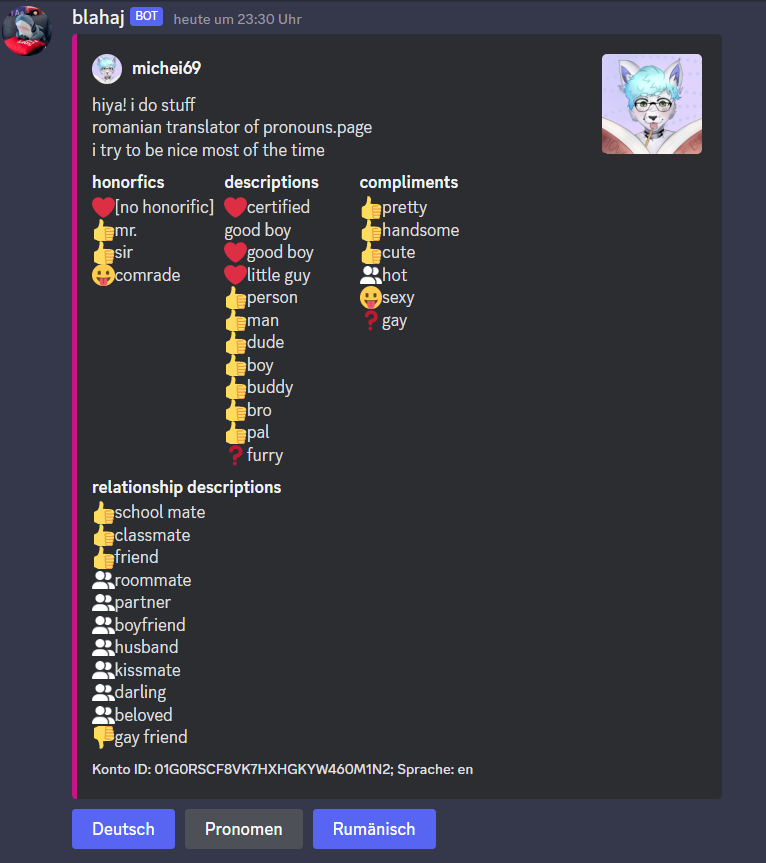 blahaj BOT heute um 23:30 Uhr
michei69
hiya! i do stuff
romanian translator of pronouns.page
i try to be nice most of the time
honorfics
❤️[no honorific]
👍mr.
👍sir
😛comrade
descriptions
❤️certified
good boy
❤️good boy
❤️little guy
👍person
👍man
👍dude
👍boy
👍buddy
👍bro
👍pal
❓furry
compliments
👍pretty
👍handsome
👍cute
👥hot
😛sexy
❓gay
relationship descriptions
👍school mate
👍classmate
👍friend
👥roommate
👥partner
👥boyfriend
👥husband
👥kissmate
👥darling
👥beloved
👎gay friend
Konto ID: 01G0RSCF8VK7HXHGKYW460M1N2; Sprache: en
Deutsch
Pronomen
Rumänisch